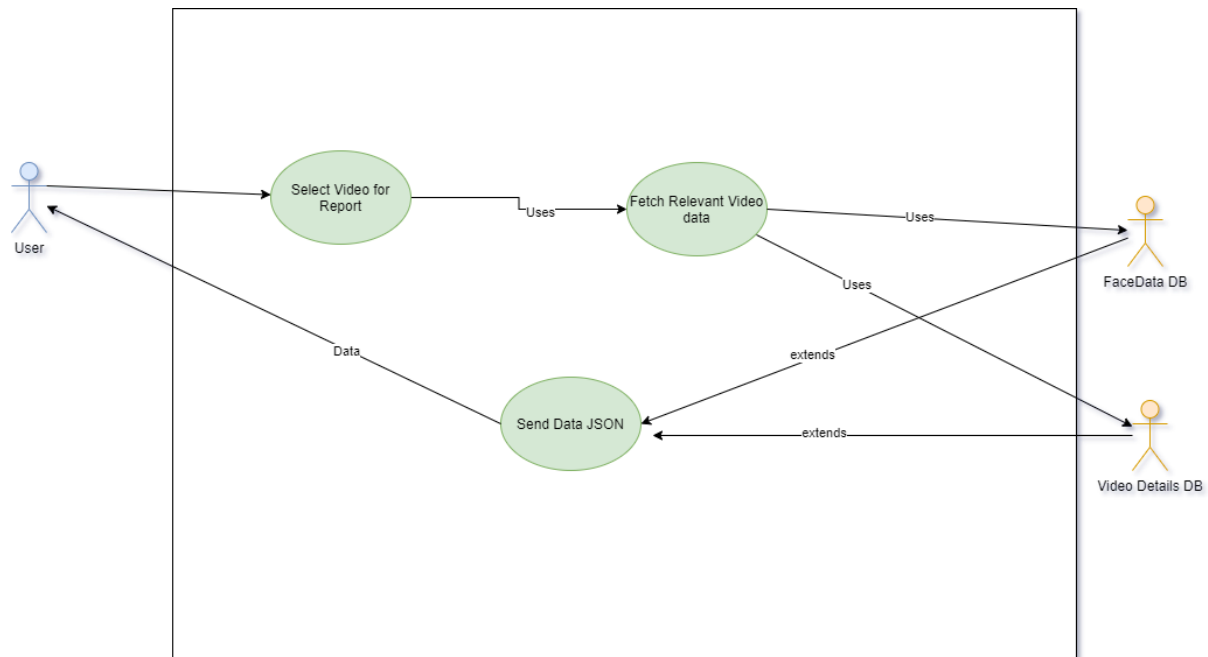 Select Video for
Report
Fetch Relevant Video
data
Uses
Uses
User
FaceData DB
Uses
Data
extends
Send Data JSON
extends
Video Details DB